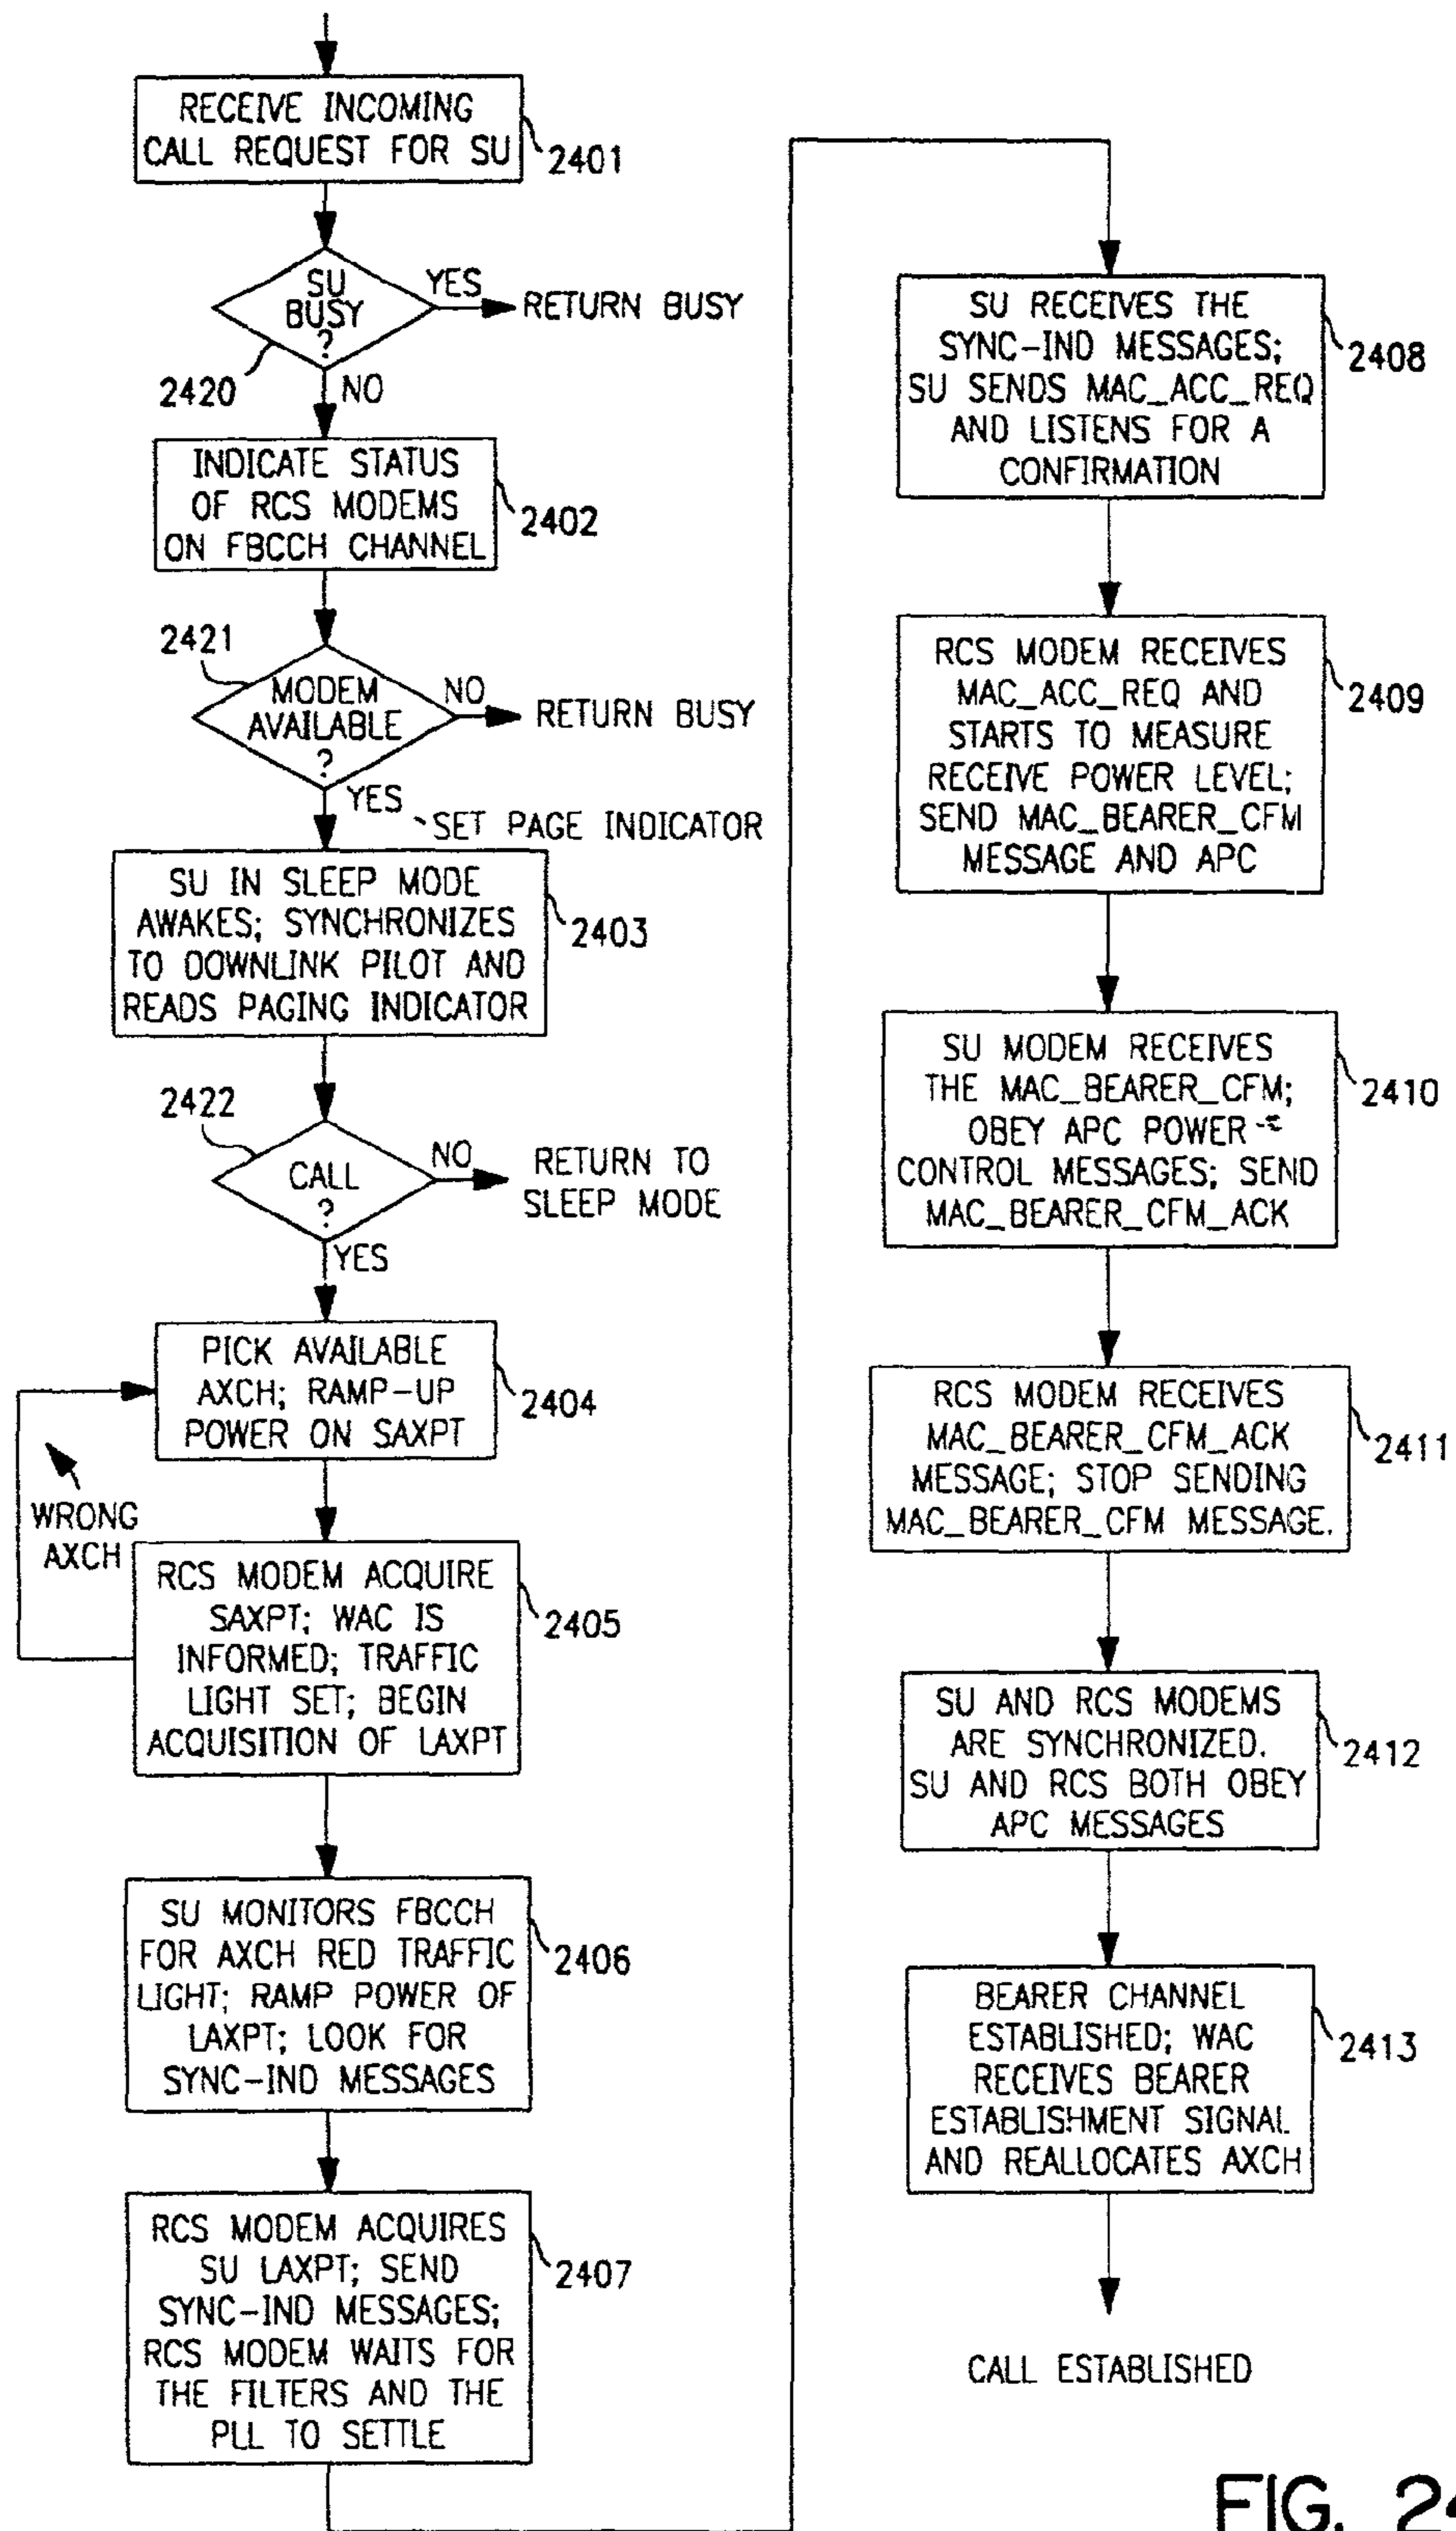 RECEIVE INCOMING
CALL REQUEST FOR SU
2401
SU
BUSY
?
YES
RETURN BUSY
2420
NO
INDICATE STATUS
OF RCS MODEMS
ON FBCCH CHANNEL
2402
2421
MODEM
AVAILABLE
?
NO
RETURN BUSY
YES
SET PAGE INDICATOR
SU IN SLEEP MODE
AWAKES; SYNCHRONIZES
TO DOWNLINK PILOT AND
READS PAGING INDICATOR
2403
2422
CALL
?
NO
RETURN TO
SLEEP MODE
YES
PICK AVAILABLE
AXCH; RAMP-UP
POWER ON SAXPT
2404
WRONG
AXCH
RCS MODEM ACQUIRE
SAXPT; WAC IS
INFORMED; TRAFFIC
LIGHT SET; BEGIN
ACQUISITION OF LAXPT
2405
SU MONITORS FBCCH
FOR AXCH RED TRAFFIC
LIGHT; RAMP POWER OF
LAXPT; LOOK FOR
SYNC-IND MESSAGES
2406
RCS MODEM ACQUIRES
SU LAXPT; SEND
SYNC-IND MESSAGES;
RCS MODEM WAITS FOR
THE FILTERS AND THE
PLL TO SETTLE
2407
SU RECEIVES THE
SYNC-IND MESSAGES;
SU SENDS MAC_ACC_REQ
AND LISTENS FOR A
CONFIRMATION
2408
RCS MODEM RECEIVES
MAC_ACC_REQ AND
STARTS TO MEASURE
RECEIVE POWER LEVEL;
SEND MAC_BEARER_CFM
MESSAGE AND APC
2409
SU MODEM RECEIVES
THE MAC_BEARER_CFM;
OBEY APC POWER
CONTROL MESSAGES; SEND
MAC_BEARER_CFM_ACK
2410
RCS MODEM RECEIVES
MAC_BEARER_CFM_ACK
MESSAGE; STOP SENDING
MAC_BEARER_CFM MESSAGE.
2411
SU AND RCS MODEMS
ARE SYNCHRONIZED.
SU AND RCS BOTH OBEY
APC MESSAGES
2412
BEARER CHANNEL
ESTABLISHED; WAC
RECEIVES BEARER
ESTABLISHMENT SIGNAL
AND REALLOCATES AXCH
2413
CALL ESTABLISHED
FIG. 24